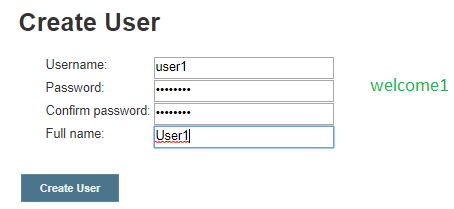 Create User
Username: user1
Password: ••••••••
welcome1
Confirm password: ••••••••
Full name: User1
Create User